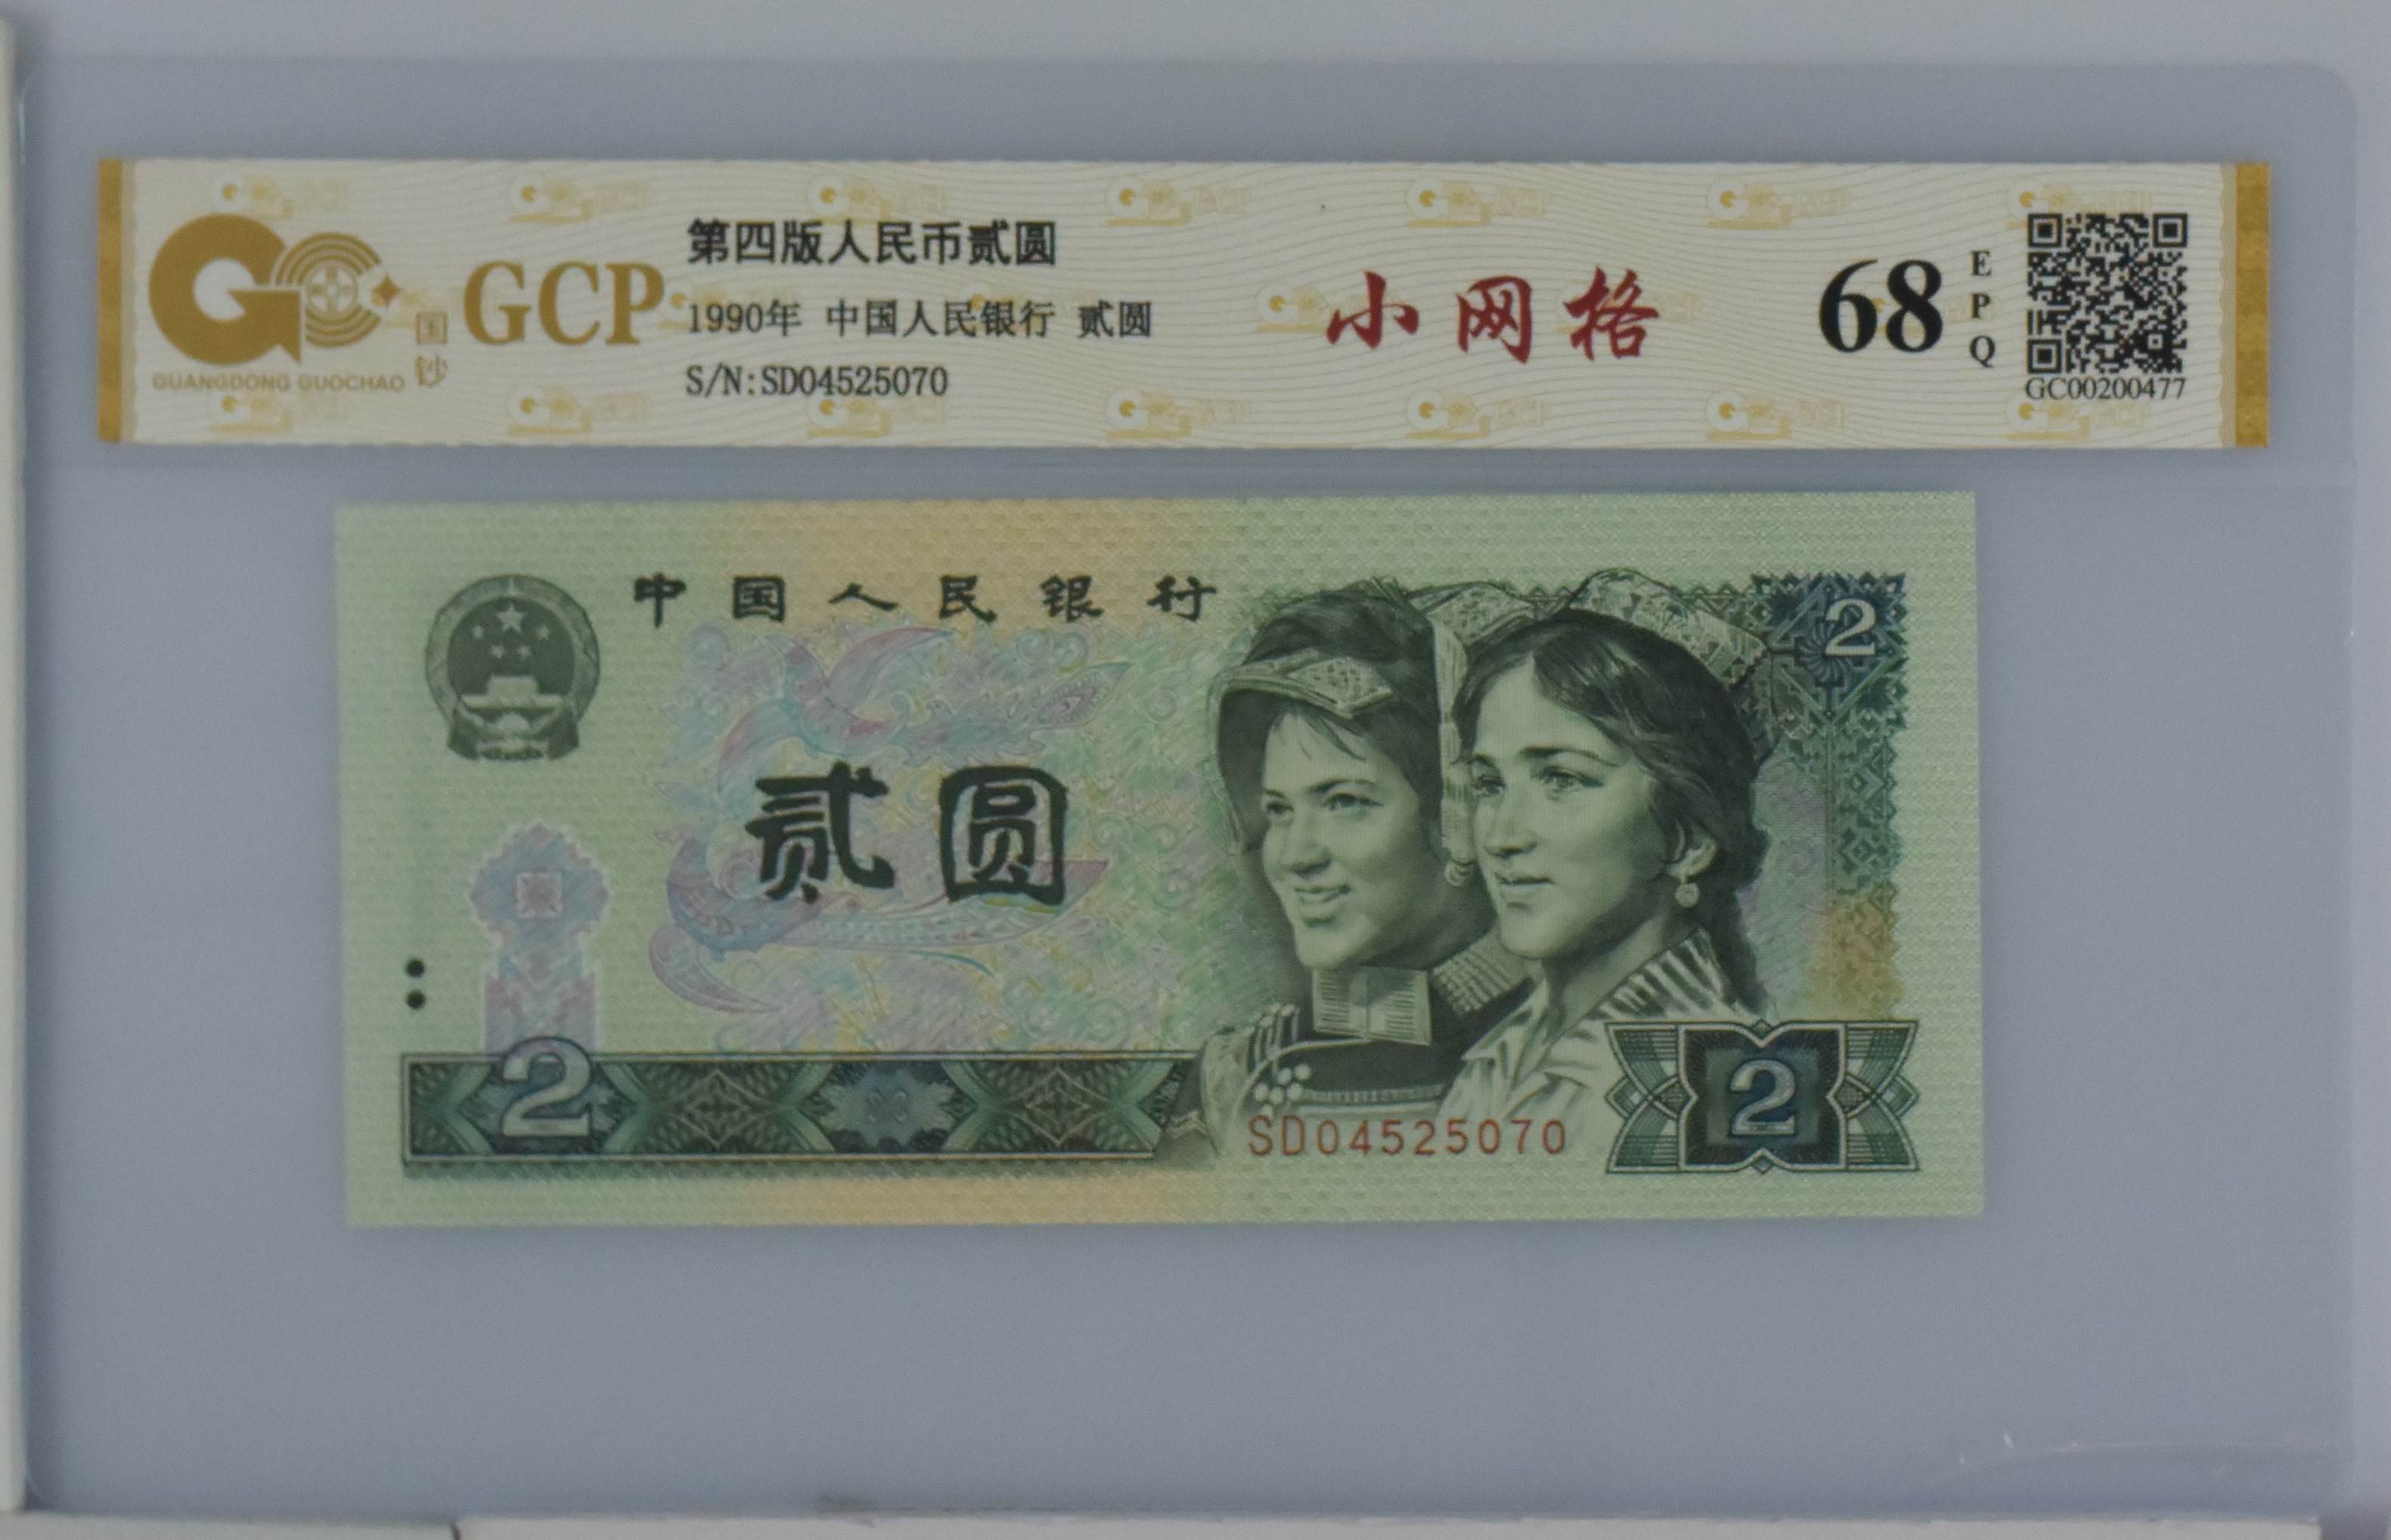 GUANGDONG GUOCHAO
国钞
GCP
第四版人民币贰圆
1990年 中国人民银行 贰圆
S/N:SD04525070
小网格
68
EPQ
GC00200477
中国人民银行
2
贰圆
2
SD04525070
2